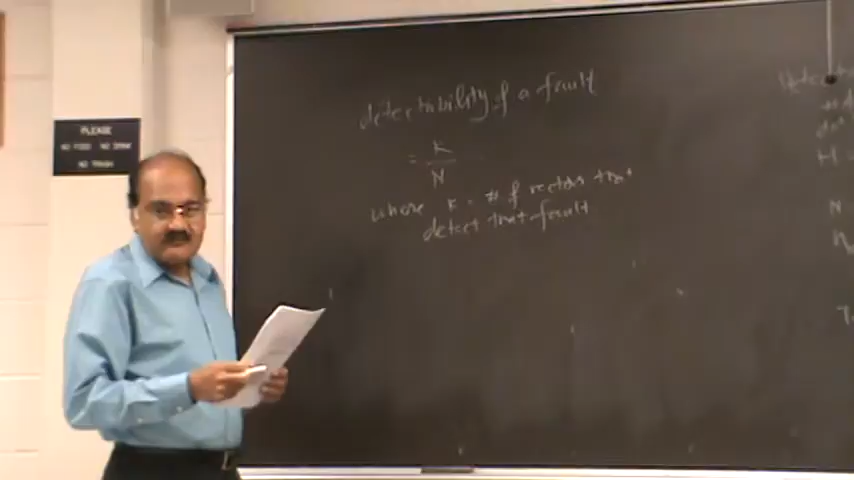 PLEASE
NO FOOD NO DRINK
NO TRASH
detectability of a fault
= K
N
where K = # of vectors that
detect that fault
H =
N